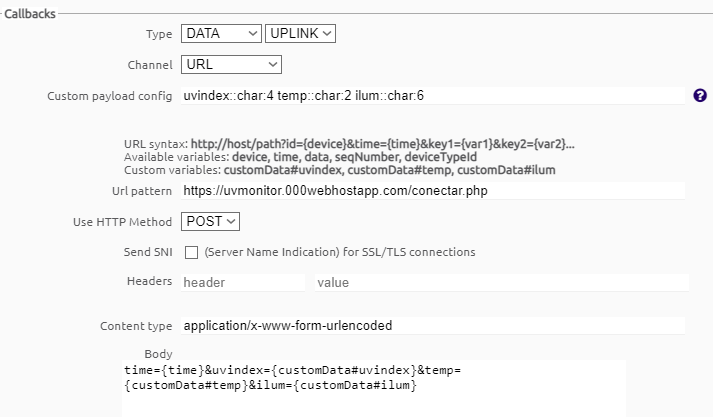 Callbacks
Type DATA UPLINK
Channel URL
Custom payload config uvindex::char:4 temp::char:2 ilum::char:6 ?
URL syntax: http://host/path?id={device}&time={time}&key1={var1}&key2={var2}...
Available variables: device, time, data, seqNumber, deviceTypeId
Custom variables: customData#uvindex, customData#temp, customData#ilum
Url pattern https://uvmonitor.000webhostapp.com/conectar.php
Use HTTP Method POST
Send SNI (Server Name Indication) for SSL/TLS connections
Headers header value
Content type application/x-www-form-urlencoded
Body
time={time}&uvindex={customData#uvindex}&temp=
{customData#temp}&ilum={customData#ilum}